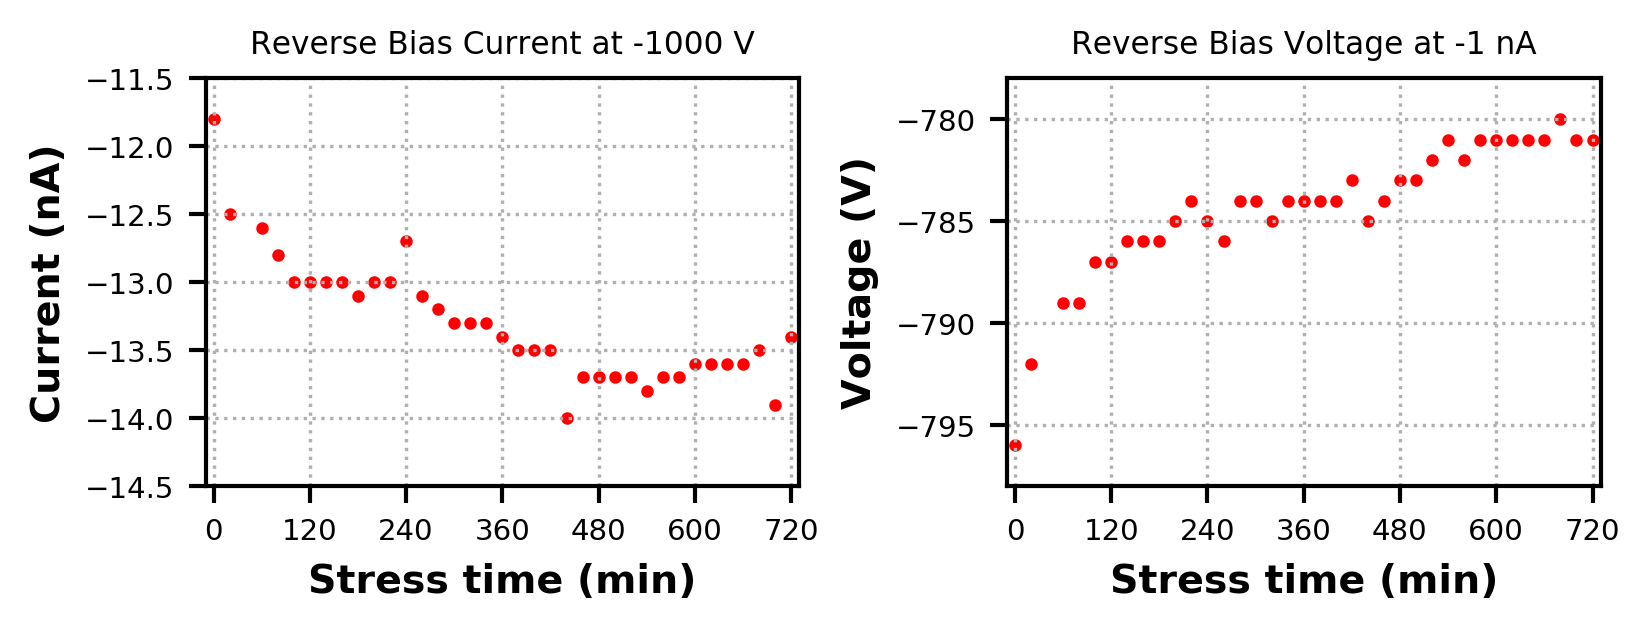 Reverse Bias Current at -1000 V
−11.5
−12.0
−12.5
−13.0
−13.5
−14.0
−14.5
Current (nA)
0 120 240 360 480 600 720
Stress time (min)
Reverse Bias Voltage at -1 nA
−780
−785
−790
−795
Voltage (V)
0 120 240 360 480 600 720
Stress time (min)